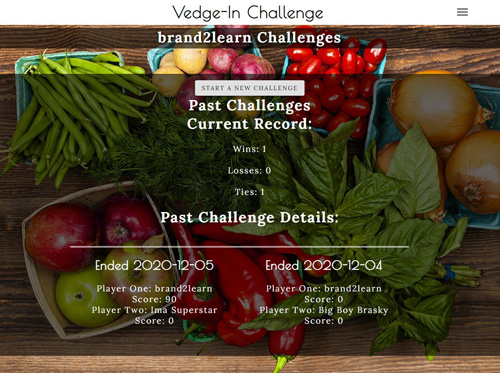 Vedge-In Challenge
brand2learn Challenges
START A NEW CHALLENGE
Past Challenges
Current Record:
Wins: 1
Losses: 0
Ties: 1
Past Challenge Details:
Ended 2020-12-05
Player One: brand2learn
Score: 90
Player Two: Ima Superstar
Score: 0
Ended 2020-12-04
Player One: brand2learn
Score: 0
Player Two: Big Boy Brasky
Score: 0